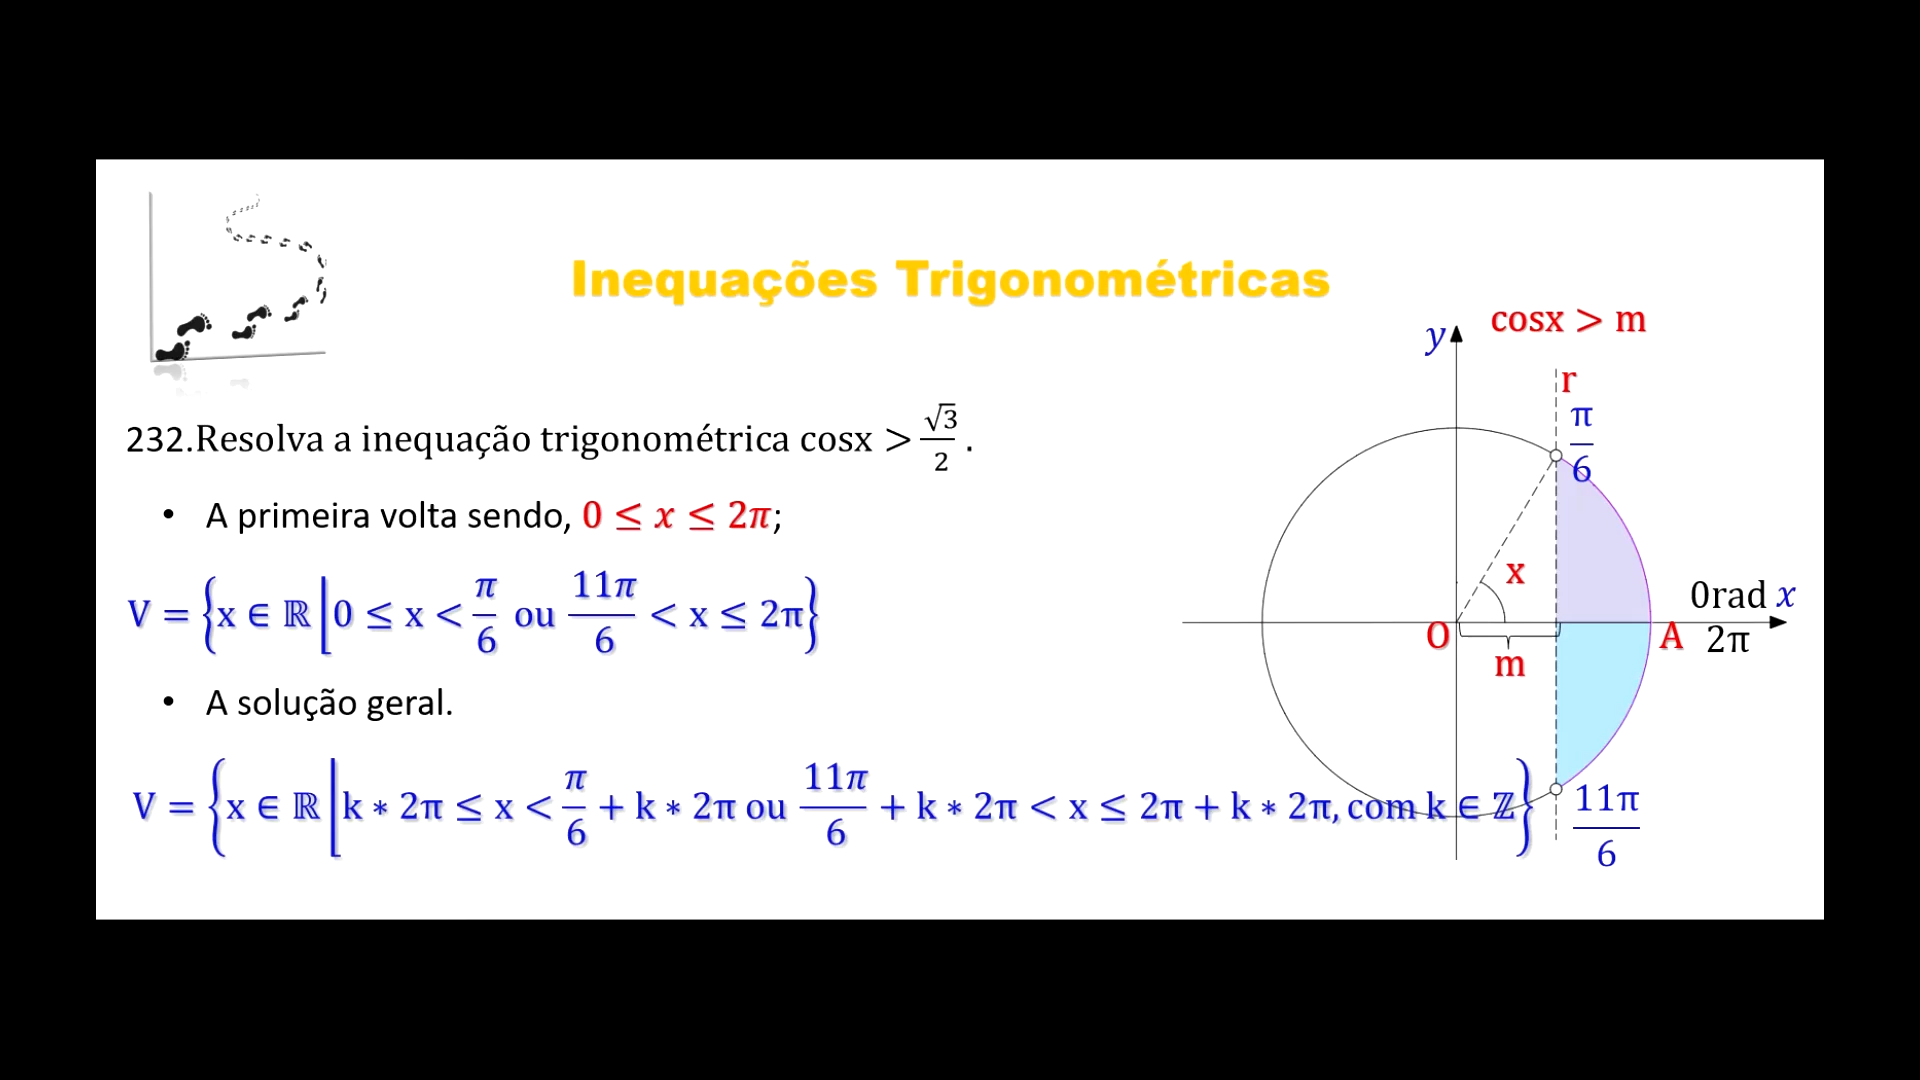 Inequações Trigonométricas
cosx > m
y
r
π/6
232.Resolva a inequação trigonométrica cosx > √3/2 .
• A primeira volta sendo, 0 ≤ x ≤ 2π;
V = {x ∈ ℝ | 0 ≤ x < π/6 ou 11π/6 < x ≤ 2π}
x
0rad x
O
A
2π
m
• A solução geral.
V = {x ∈ ℝ | k ∗ 2π ≤ x < π/6 + k ∗ 2π ou 11π/6 + k ∗ 2π < x ≤ 2π + k ∗ 2π, com k ∈ ℤ}
11π/6